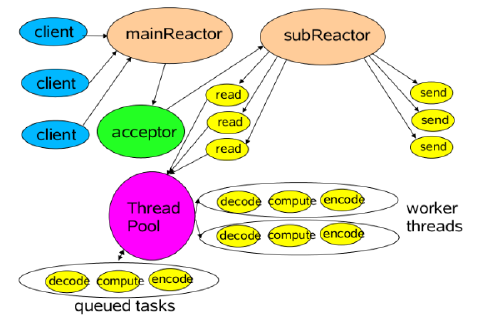 client
mainReactor
subReactor
client
read
send
client
acceptor
read
send
read
send
Thread
Pool
decode compute encode
worker
threads
decode compute encode
decode compute encode
queued tasks